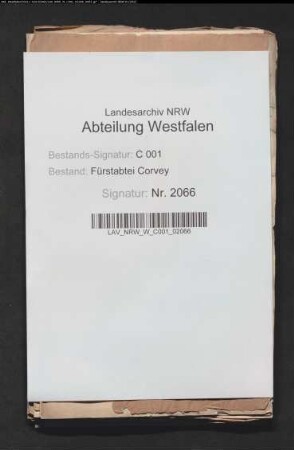 Landesarchiv NRW
Abteilung Westfalen
Bestands-Signatur: C 001
Bestand: Fürstabtei Corvey
Signatur: Nr. 2066
LAV_NRW_W_C001_02066